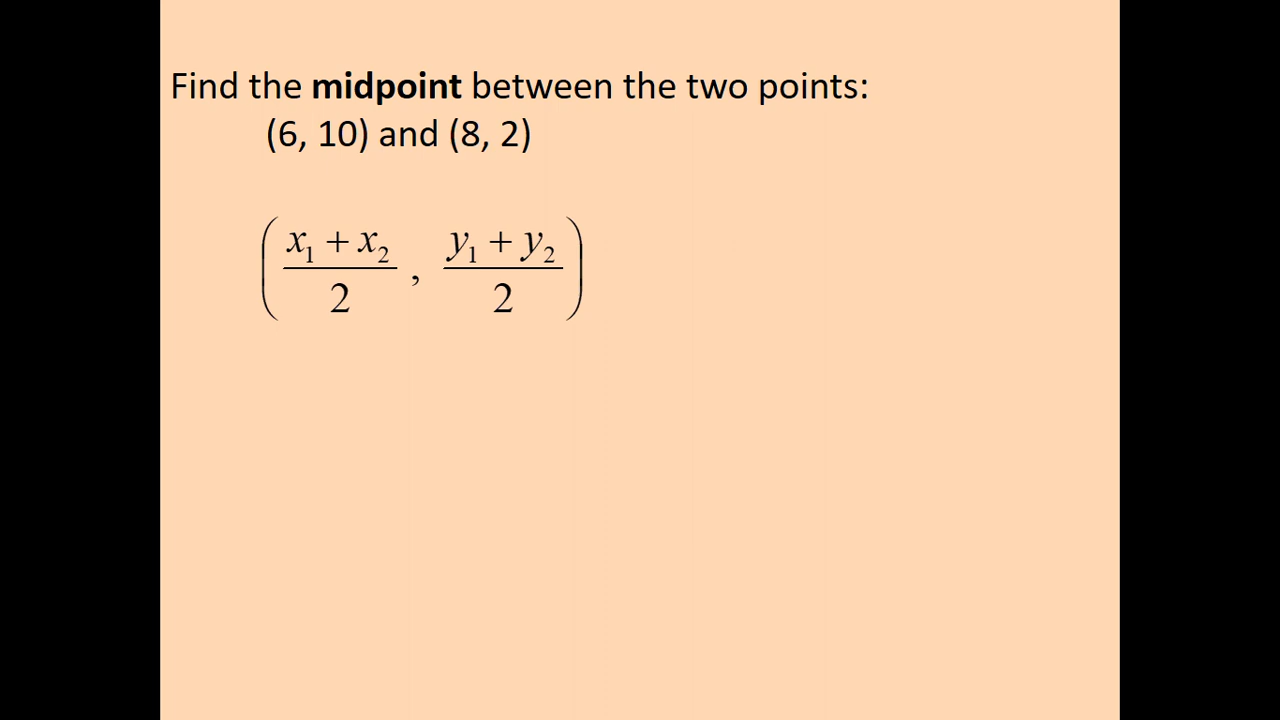 Find the midpoint between the two points:
(6, 10) and (8, 2)
( x₁ + x₂ / 2 , y₁ + y₂ / 2 )